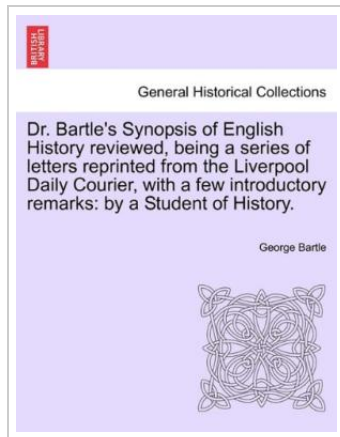 BRITISH
LIBRARY
General Historical Collections
Dr. Bartle's Synopsis of English
History reviewed, being a series of
letters reprinted from the Liverpool
Daily Courier, with a few introductory
remarks: by a Student of History.
George Bartle